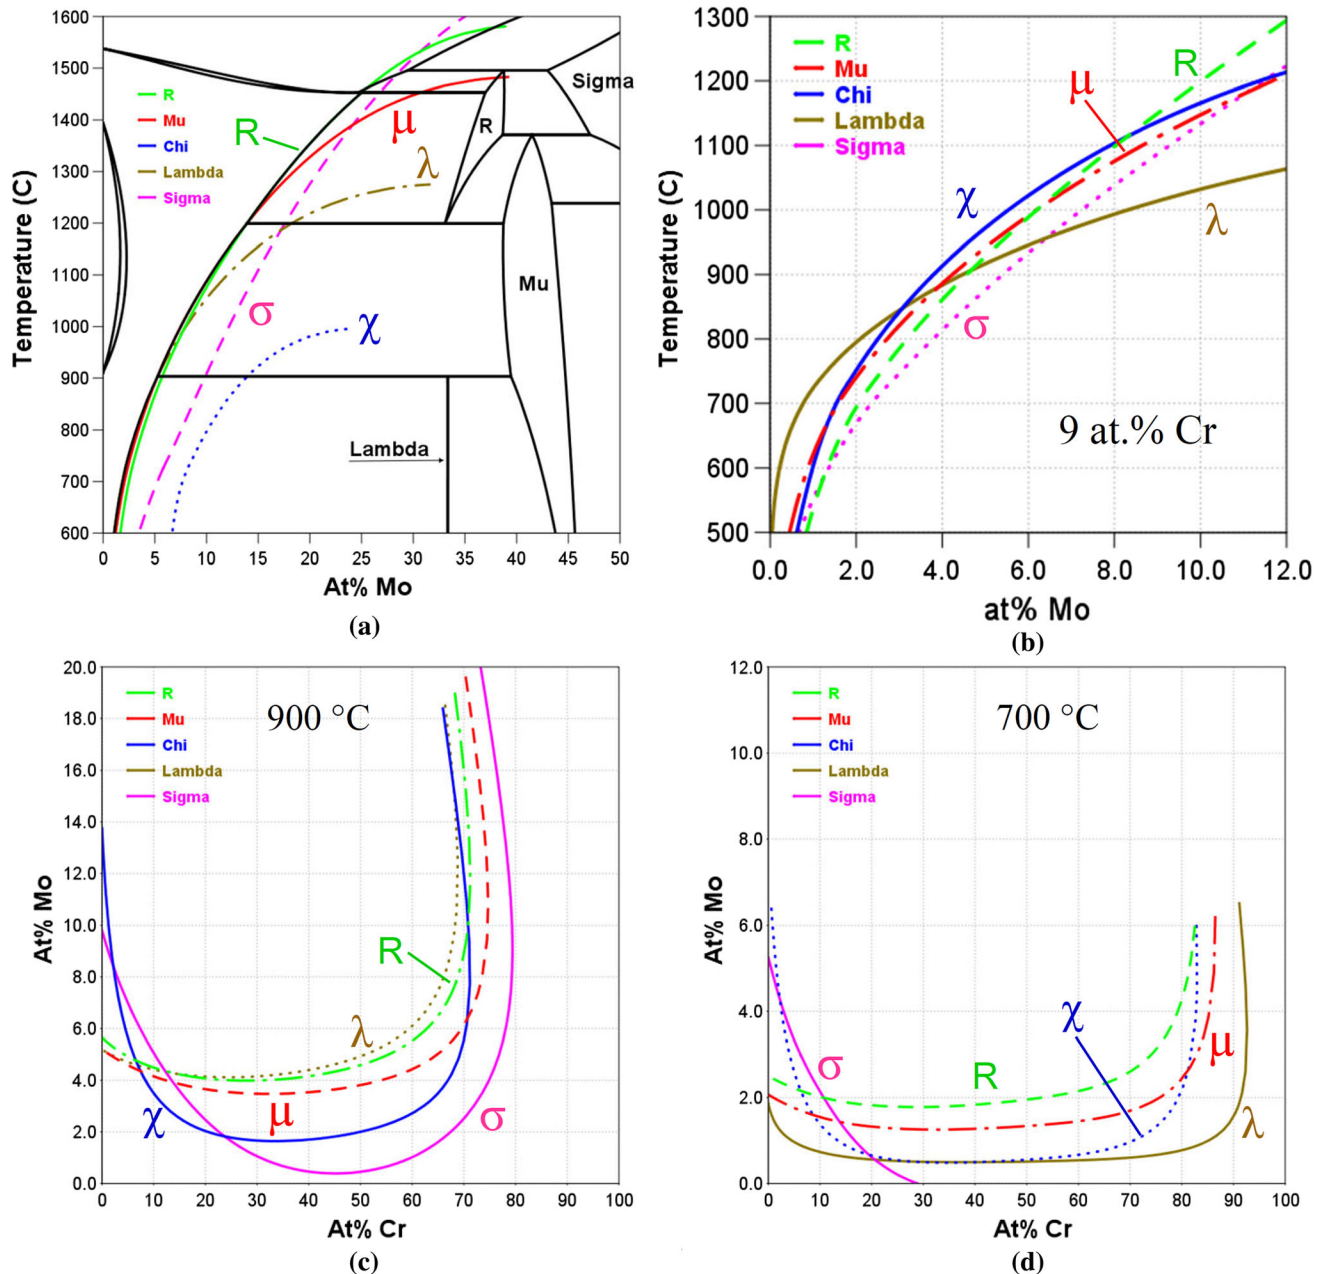 1600
1500
1400
1300
1200
1100
1000
900
800
700
600
Temperature (C)
R
Mu
Chi
Lambda
Sigma
R
μ
λ
σ
χ
Sigma
R
Mu
Lambda
0 5 10 15 20 25 30 35 40 45 50
At% Mo
(a)
1300
1200
1100
1000
900
800
700
600
500
Temperature (C)
R
Mu
Chi
Lambda
Sigma
R
μ
χ
λ
σ
9 at.% Cr
0.0 2.0 4.0 6.0 8.0 10.0 12.0
at% Mo
(b)
20.0
18.0
16.0
14.0
12.0
10.0
8.0
6.0
4.0
2.0
0.0
At% Mo
R
Mu
Chi
Lambda
Sigma
900 °C
R
λ
χ
μ
σ
0 10 20 30 40 50 60 70 80 90 100
At% Cr
(c)
12.0
10.0
8.0
6.0
4.0
2.0
0.0
At% Mo
R
Mu
Chi
Lambda
Sigma
700 °C
χ
σ
R
μ
λ
0 10 20 30 40 50 60 70 80 90 100
At% Cr
(d)